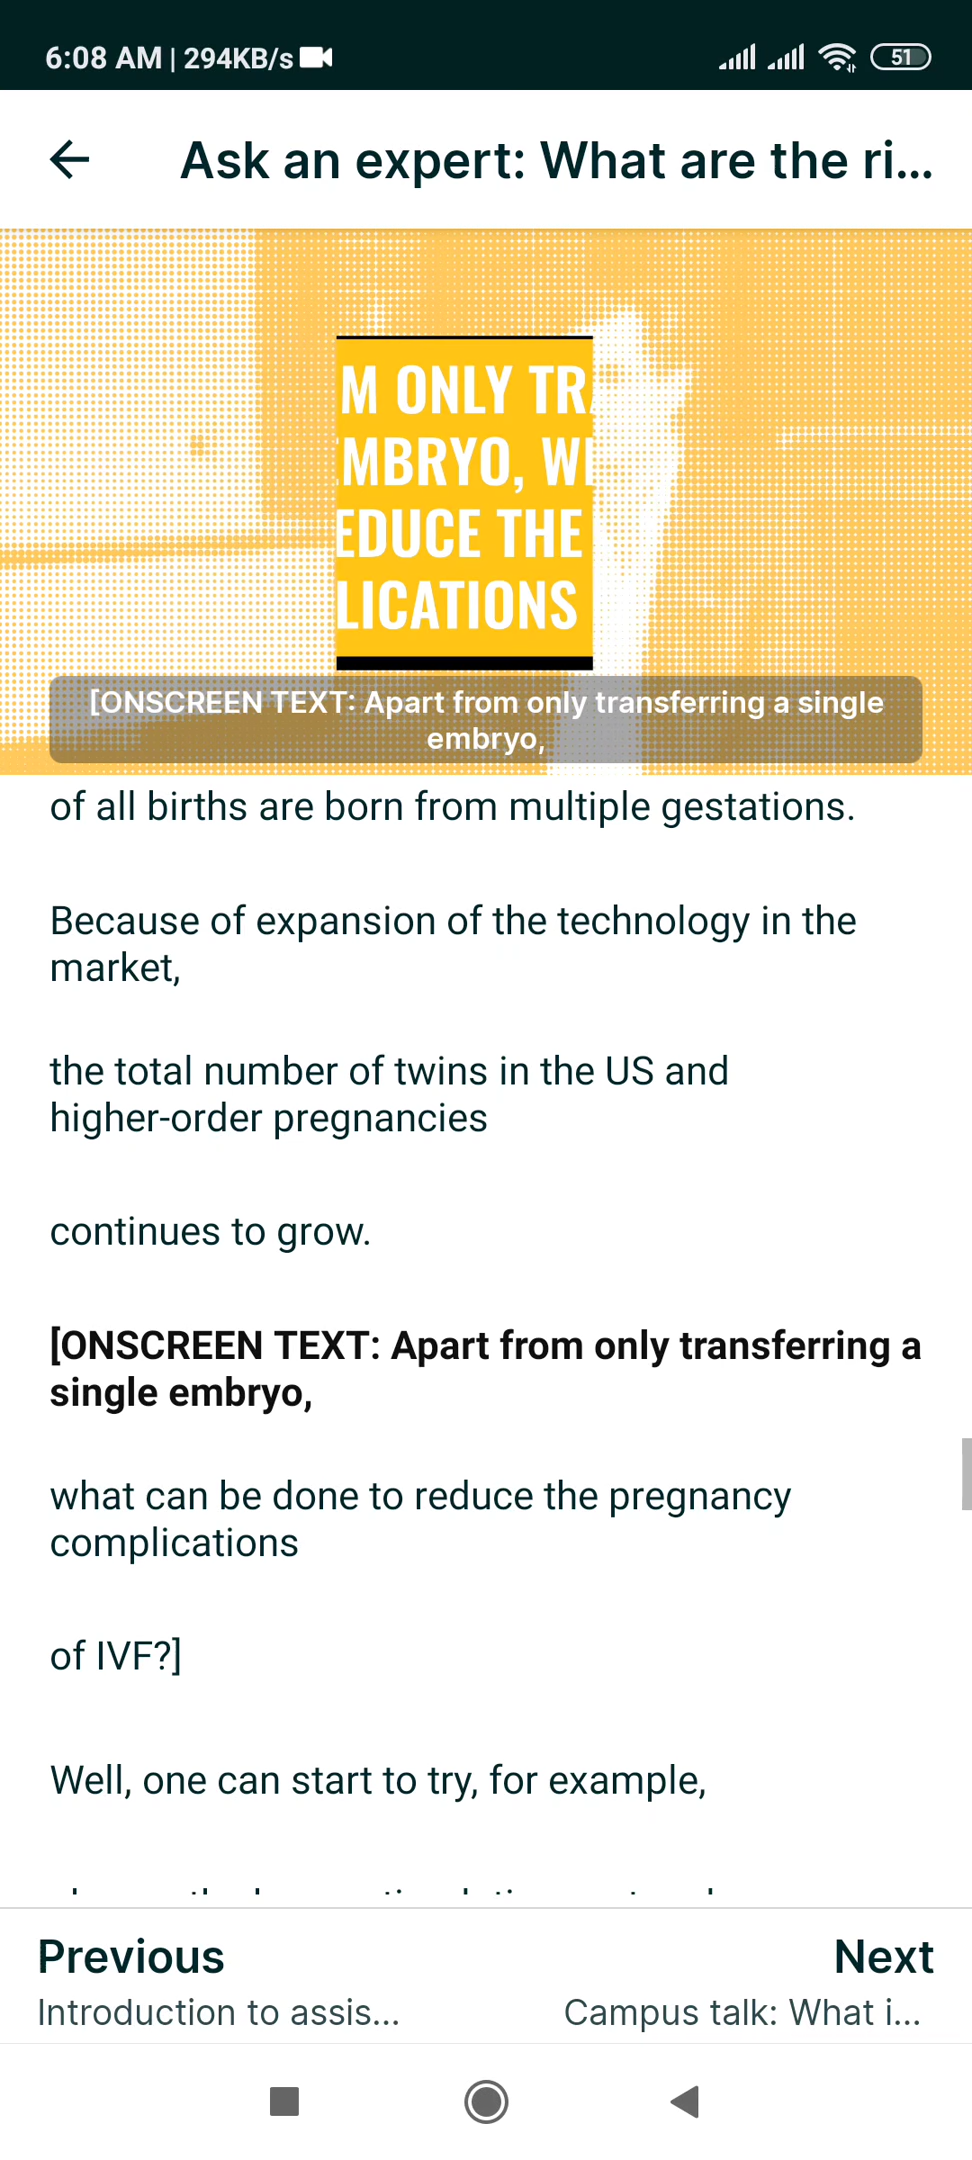 6:08 AM | 294KB/s
51
Ask an expert: What are the ri...
M ONLY TR
MBRYO, W
EDUCE THE
LICATIONS
[ONSCREEN TEXT: Apart from only transferring a single
embryo,
of all births are born from multiple gestations.
Because of expansion of the technology in the
market,
the total number of twins in the US and
higher-order pregnancies
continues to grow.
[ONSCREEN TEXT: Apart from only transferring a
single embryo,
what can be done to reduce the pregnancy
complications
of IVF?]
Well, one can start to try, for example,
Previous
Next
Introduction to assis...
Campus talk: What i...